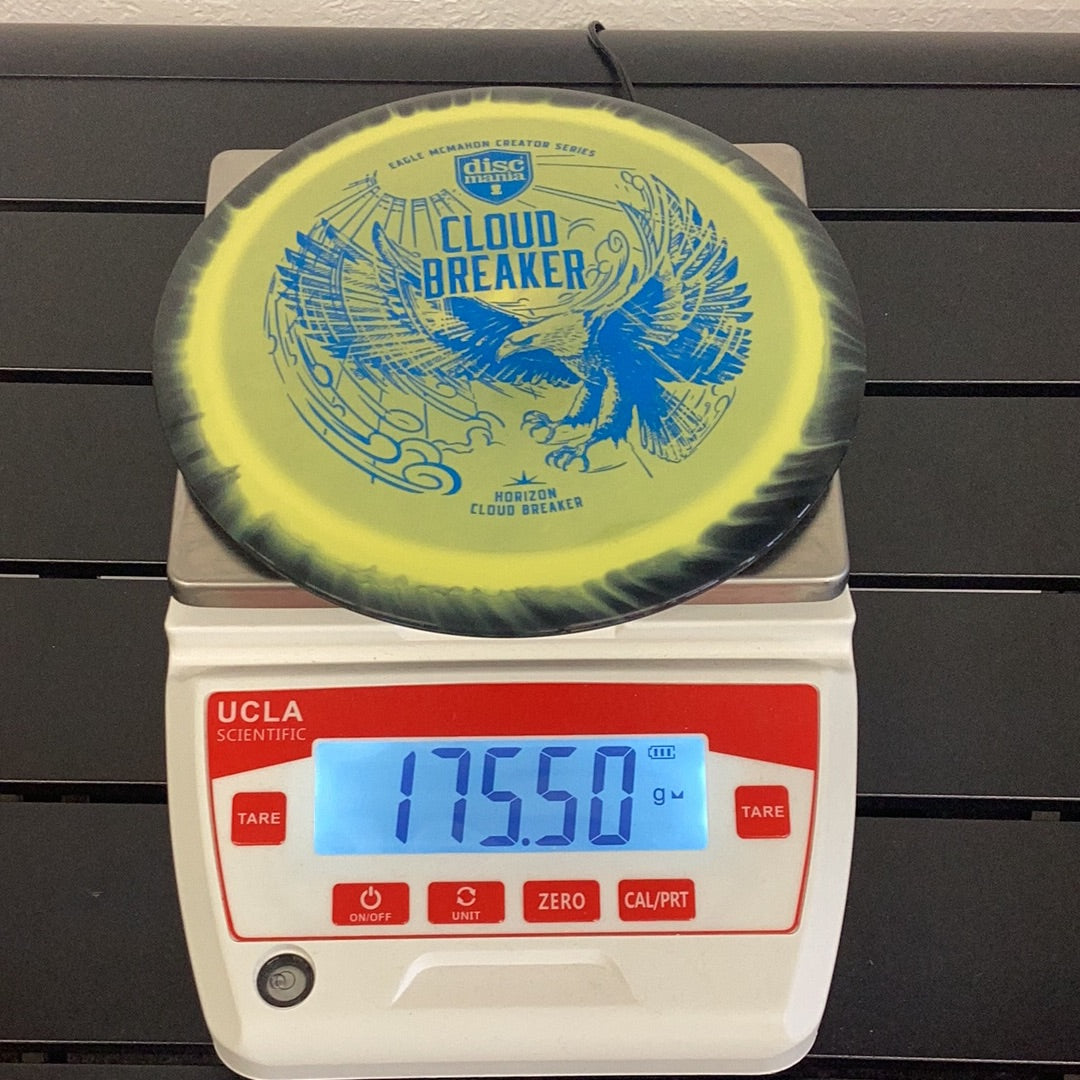 EAGLE MCMAHON CREATOR SERIES
disc
mania
CLOUD
BREAKER
HORIZON
CLOUD BREAKER
UCLA
SCIENTIFIC
175.50
g
TARE
TARE
ON/OFF
UNIT
ZERO
CAL/PRT